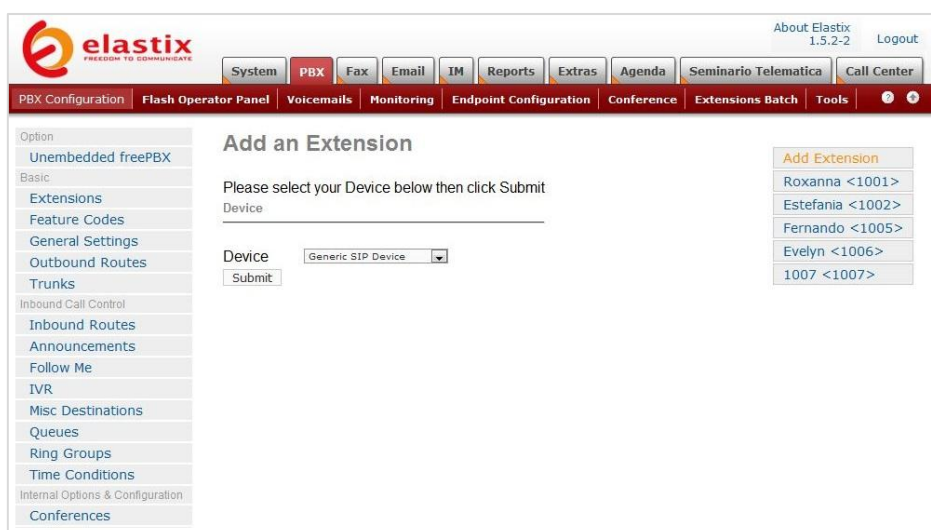 elastix
FREEDOM TO COMMUNICATE
About Elastix
1.5.2-2
Logout
System PBX Fax Email IM Reports Extras Agenda Seminario Telematica Call Center
PBX Configuration Flash Operator Panel Voicemails Monitoring Endpoint Configuration Conference Extensions Batch Tools
Option
Unembedded freePBX
Basic
Extensions
Feature Codes
General Settings
Outbound Routes
Trunks
Inbound Call Control
Inbound Routes
Announcements
Follow Me
IVR
Misc Destinations
Queues
Ring Groups
Time Conditions
Internal Options & Configuration
Conferences
Add an Extension
Please select your Device below then click Submit
Device
Device Generic SIP Device
Submit
Add Extension
Roxanna <1001>
Estefania <1002>
Fernando <1005>
Evelyn <1006>
1007 <1007>